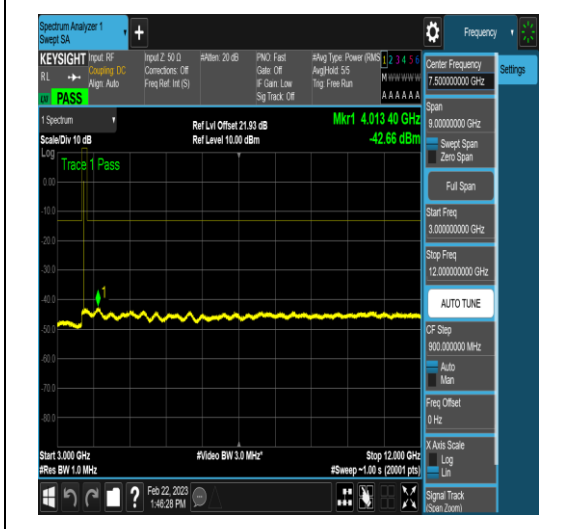 Spectrum Analyzer 1
Swept SA
+
Frequency
KEYSIGHT
RL
PASS
Input: RF
Coupling: DC
Align: Auto
Input Z: 50 Ω
Corrections: Off
Freq Ref: Int (S)
#Atten: 20 dB
PNO: Fast
Gate: Off
IF Gain: Low
Sig Track: Off
#Avg Type: Power (RMS
Avg|Hold: 5/5
Trig: Free Run
1 2 3 4 5 6
M W W W W W
A A A A A A
1 Spectrum
Scale/Div 10 dB
Log
Ref Lvl Offset 21.93 dB
Ref Level 10.00 dBm
Mkr1 4.013 40 GHz
-42.66 dBm
Trace 1 Pass
0.00
-10.0
-20.0
-30.0
-40.0
-50.0
-60.0
-70.0
-80.0
1
Start 3.000 GHz
#Res BW 1.0 MHz
#Video BW 3.0 MHz*
Stop 12.000 GHz
#Sweep ~1.00 s (20001 pts)
?
Feb 22, 2023
1:46:28 PM
Center Frequency
7.500000000 GHz
Settings
Span
9.00000000 GHz
Swept Span
Zero Span
Full Span
Start Freq
3.000000000 GHz
Stop Freq
12.000000000 GHz
AUTO TUNE
CF Step
900.000000 MHz
Auto
Man
Freq Offset
0 Hz
X Axis Scale
Log
Lin
Signal Track
(Span Zoom)